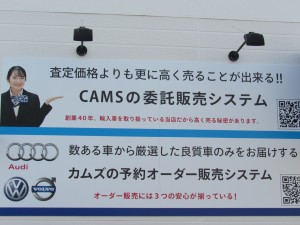 査定価格よりも更に高く売ることが出来る!!
CAMSの委託販売システム
創業40年、輸入車を取り扱っている当店だから高く売る秘密があります。
数ある車から厳選した良質車のみをお届けする
Audi
カムズの予約オーダー販売システム
VOLVO
オーダー販売には3つの安心が揃っている!